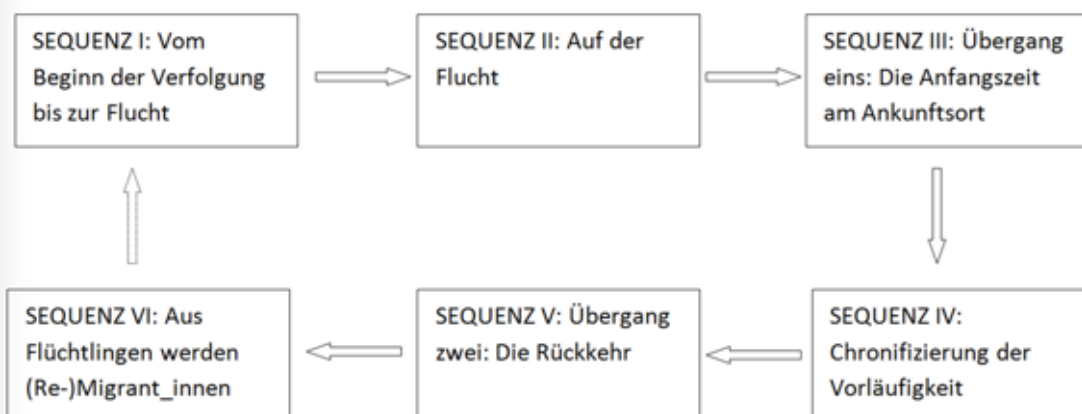 SEQUENZ I: Vom
Beginn der Verfolgung
bis zur Flucht
SEQUENZ II: Auf der
Flucht
SEQUENZ III: Übergang
eins: Die Anfangszeit
am Ankunftsort
SEQUENZ VI: Aus
Flüchtlingen werden
(Re-)Migrant_innen
SEQUENZ V: Übergang
zwei: Die Rückkehr
SEQUENZ IV:
Chronifizierung der
Vorläufigkeit